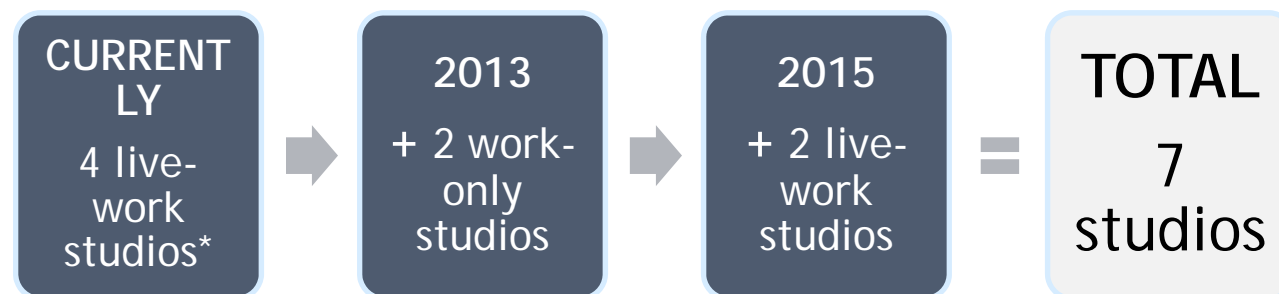 CURRENT
LY
4 live-
work
studios*
2013
+ 2 work-
only
studios
2015
+ 2 live-
work
studios
=
TOTAL
7
studios